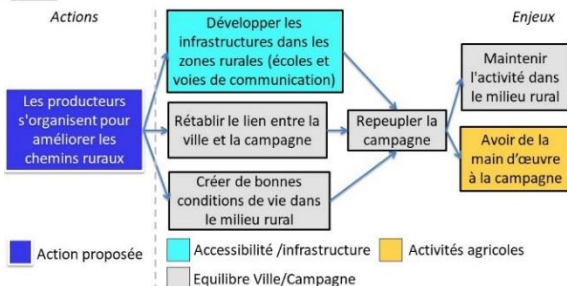 Actions
Enjeux
Développer les
infrastructures dans les
zones rurales (écoles et
voies de communication)
Les producteurs
s'organisent pour
améliorer les
chemins ruraux
Rétablir le lien entre la
ville et la campagne
Créer de bonnes
conditions de vie dans
le milieu rural
Repeupler la
campagne
Maintenir
l'activité dans
le milieu rural
Avoir de la
main d'œuvre
à la campagne
Action proposée
Accessibilité /infrastructure
Activités agricoles
Equilibre Ville/Campagne